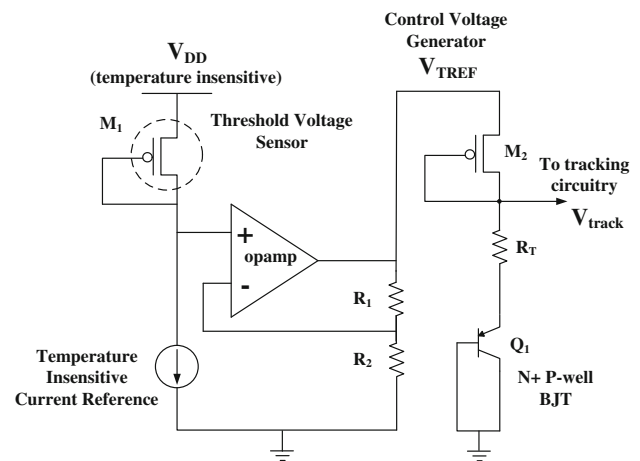 Control Voltage
Generator
V_TREF
V_DD
(temperature insensitive)
M_1
Threshold Voltage
Sensor
M_2
To tracking
circuitry
V_track
+
opamp
-
R_T
R_1
R_2
Q_1
N+ P-well
BJT
Temperature
Insensitive
Current Reference